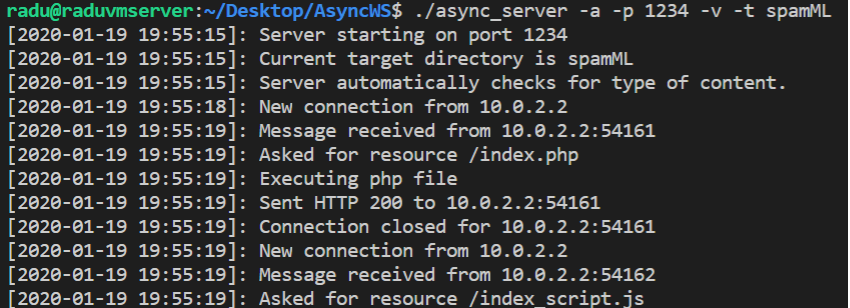 radu@raduvmserver:~/Desktop/AsyncWS$ ./async_server -a -p 1234 -v -t spamML
[2020-01-19 19:55:15]: Server starting on port 1234
[2020-01-19 19:55:15]: Current target directory is spamML
[2020-01-19 19:55:15]: Server automatically checks for type of content.
[2020-01-19 19:55:18]: New connection from 10.0.2.2
[2020-01-19 19:55:19]: Message received from 10.0.2.2:54161
[2020-01-19 19:55:19]: Asked for resource /index.php
[2020-01-19 19:55:19]: Executing php file
[2020-01-19 19:55:19]: Sent HTTP 200 to 10.0.2.2:54161
[2020-01-19 19:55:19]: Connection closed for 10.0.2.2:54161
[2020-01-19 19:55:19]: New connection from 10.0.2.2
[2020-01-19 19:55:19]: Message received from 10.0.2.2:54162
[2020-01-19 19:55:19]: Asked for resource /index_script.js